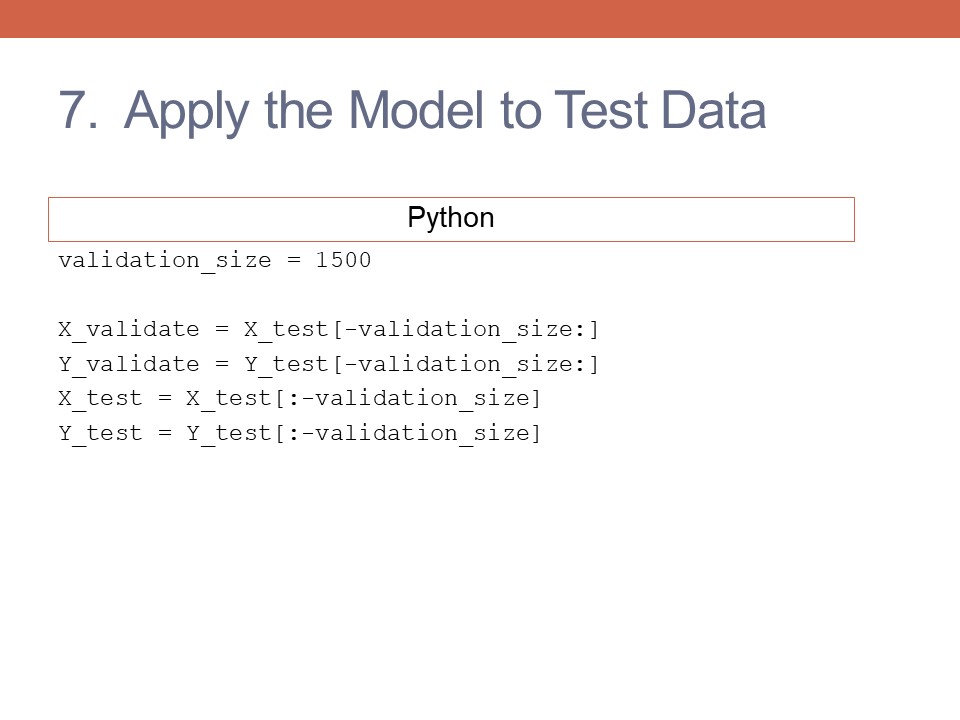 7. Apply the Model to Test Data
Python
validation_size = 1500
X_validate = X_test[-validation_size:]
Y_validate = Y_test[-validation_size:]
X_test = X_test[:-validation_size]
Y_test = Y_test[:-validation_size]